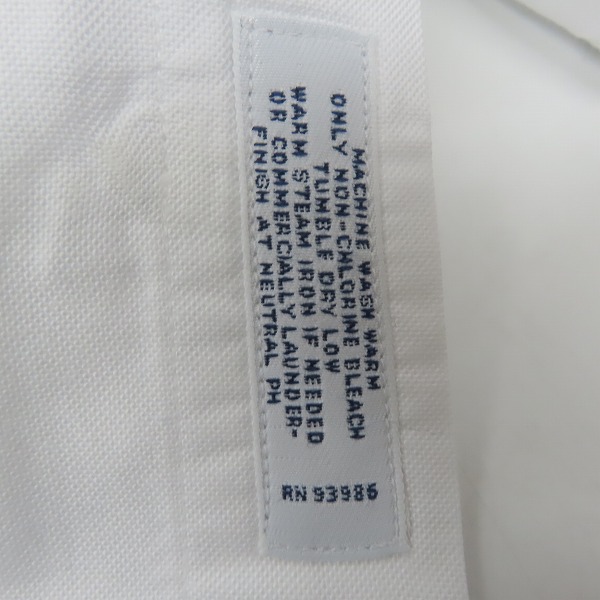 MACHINE WASH WARM
ONLY NON-CHLORINE BLEACH
TUMBLE DRY LOW
WARM STEAM IRON IF NEEDED
OR COMMERCIALLY LAUNDER-
FINISH AT NEUTRAL PH
RN 93986